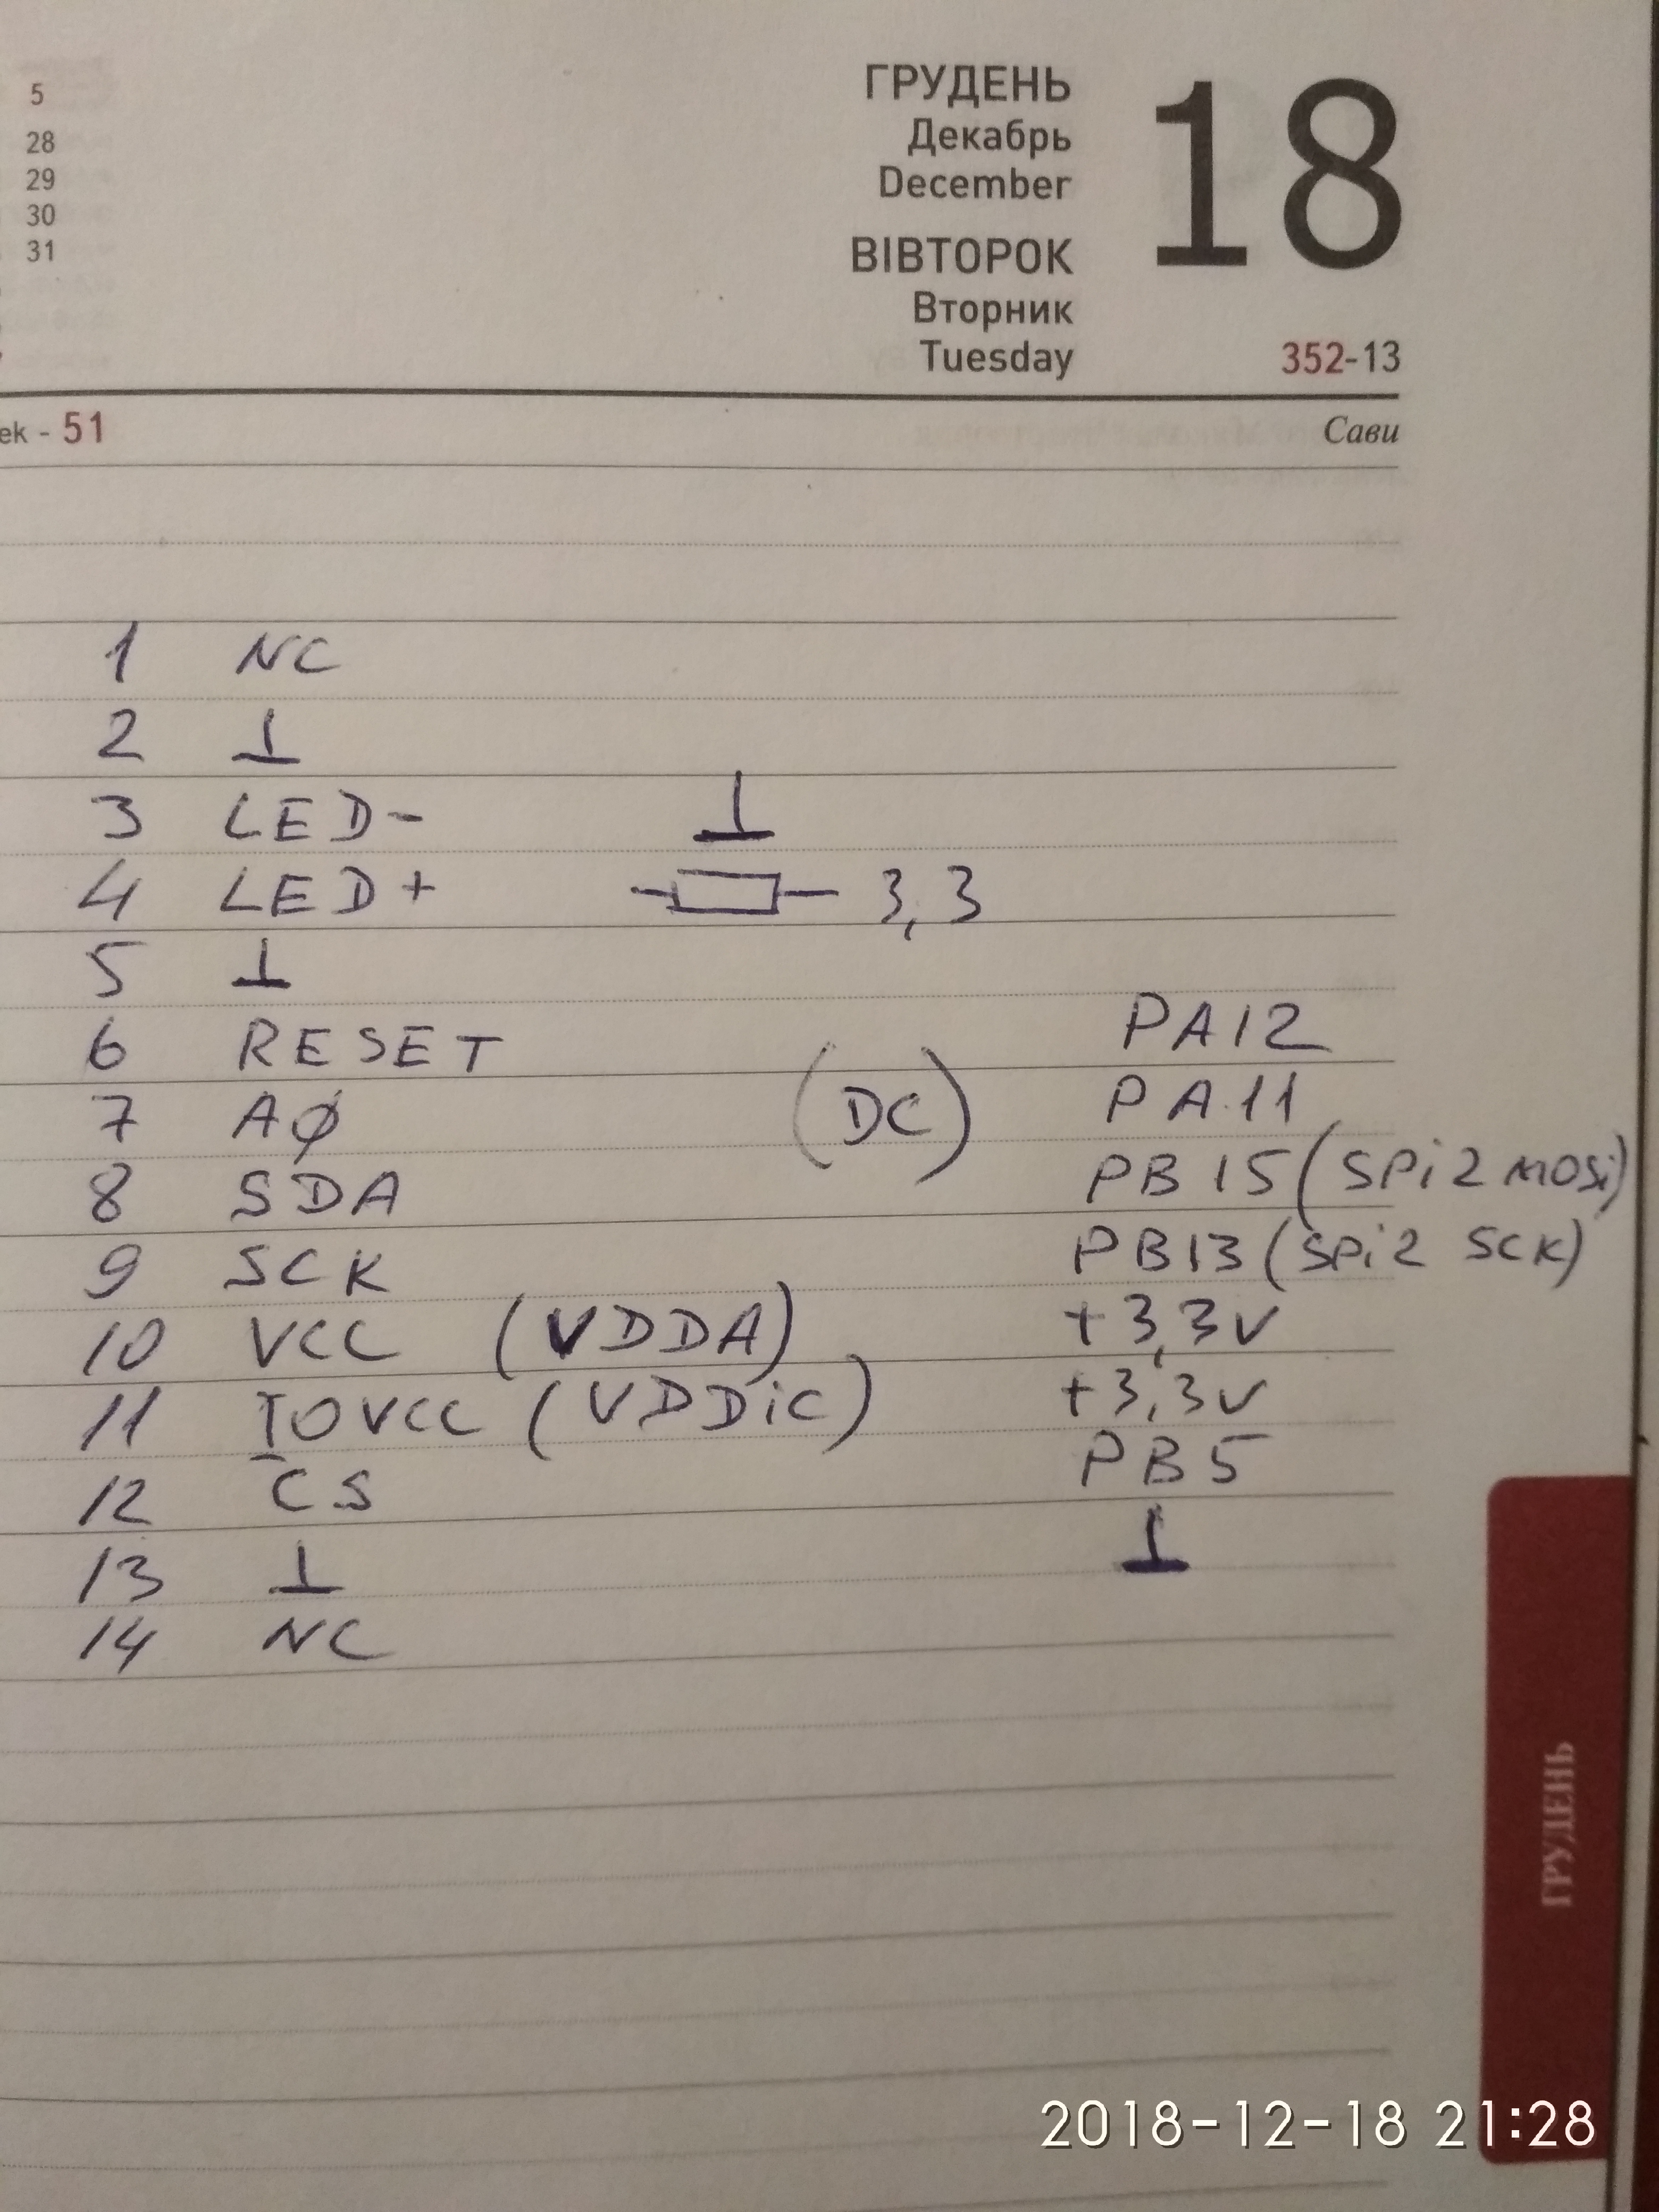 5
28
29
30
31
ГРУДЕНЬ
Декабрь
December
18
ВІВТОРОК
Вторник
Tuesday
352-13
ek - 51
Сави
1 NC
2 ⊥
3 LED- ⊥
4 LED+ 3,3
5 ⊥
6 RESET PA12
7 AØ (DC) PA11
8 SDA PB15 (SPi2 MOSi)
9 SCK PB13 (SPi2 SCK)
10 VCC (VDDA) +3,3V
11 IOVCC (VDDiC) +3,3V
12 CS PB5
13 ⊥ ⊥
14 NC
ГРУДЕНЬ
2018-12-18 21:28